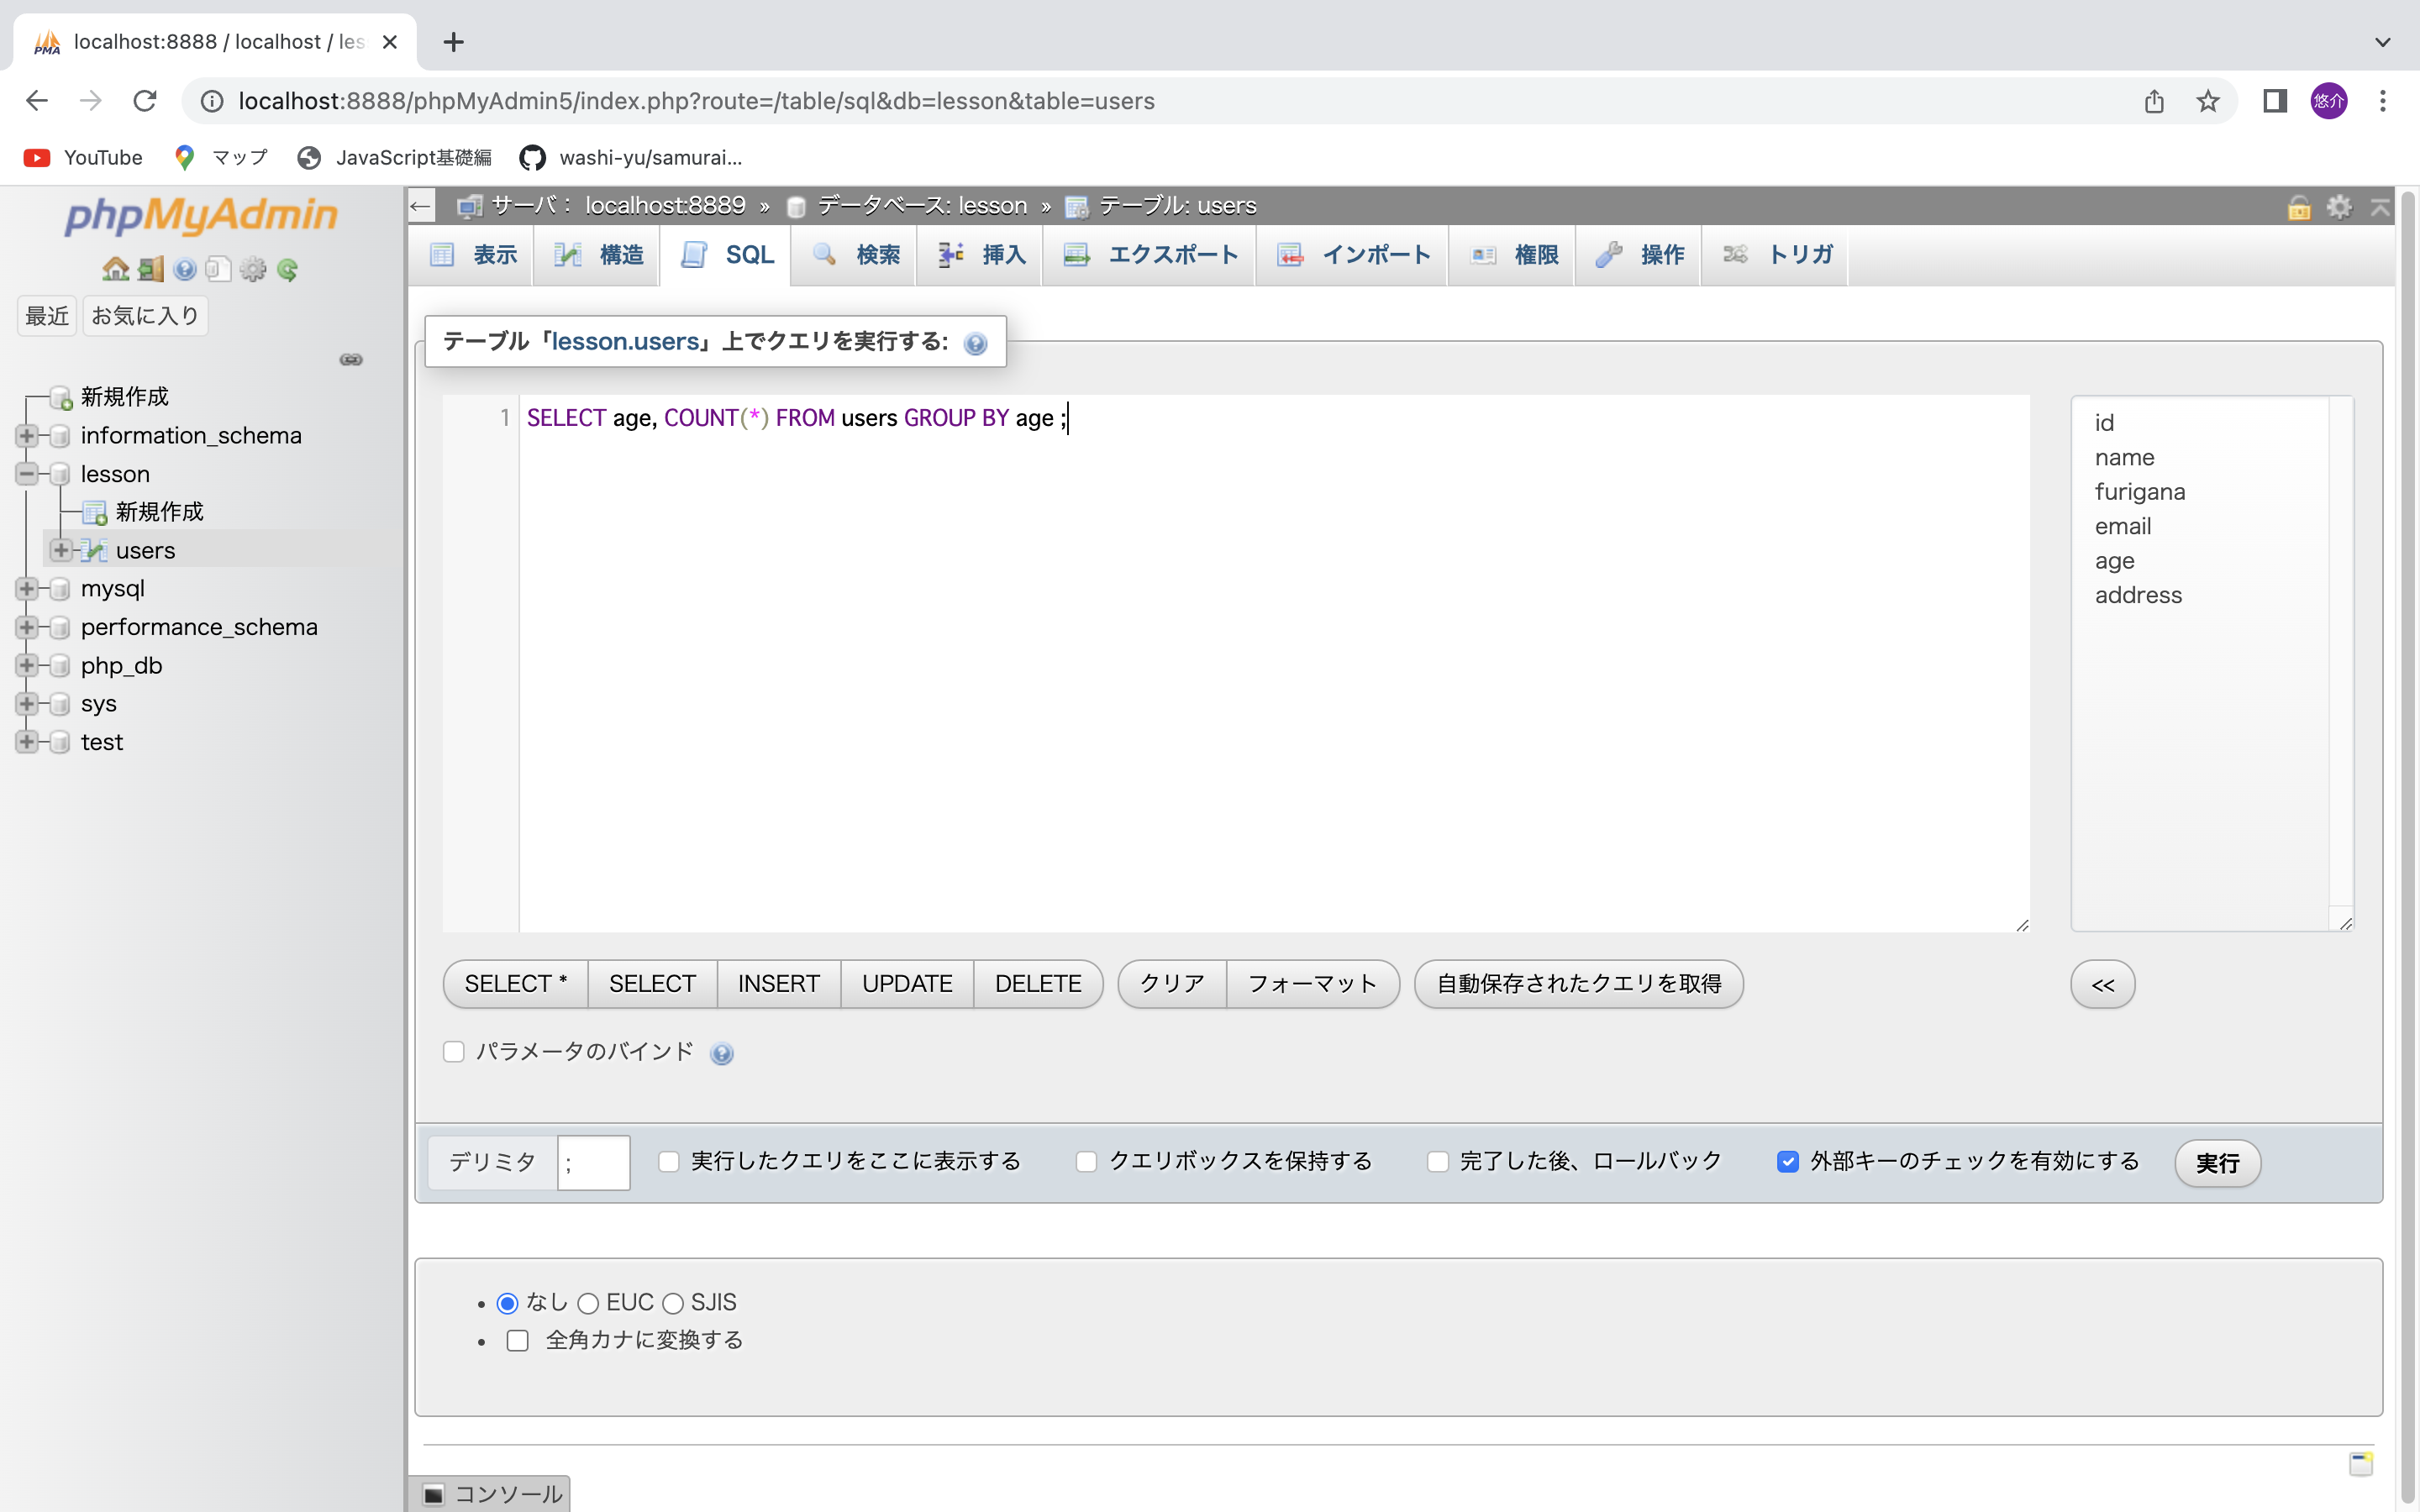 PMA localhost:8888 / localhost / les
localhost:8888/phpMyAdmin5/index.php?route=/table/sql&db=lesson&table=users
悠介
YouTube マップ JavaScript基礎編 washi-yu/samurai...
phpMyAdmin
最近 お気に入り
新規作成
information_schema
lesson
新規作成
users
mysql
performance_schema
php_db
sys
test
サーバ: localhost:8889 » データベース: lesson » テーブル: users
表示 構造 SQL 検索 挿入 エクスポート インポート 権限 操作 トリガ
テーブル「lesson.users」上でクエリを実行する:
1 SELECT age, COUNT(*) FROM users GROUP BY age ;
id
name
furigana
email
age
address
SELECT * SELECT INSERT UPDATE DELETE クリア フォーマット 自動保存されたクエリを取得 <<
パラメータのバインド
デリミタ ; 実行したクエリをここに表示する クエリボックスを保持する 完了した後、ロールバック 外部キーのチェックを有効にする 実行
• なし EUC SJIS
• 全角カナに変換する
コンソール